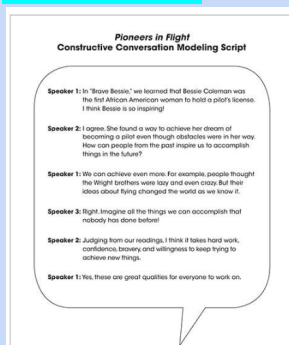 Pioneers in Flight
Constructive Conversation Modeling Script
Speaker 1: In "Brave Bessie," we learned that Bessie Coleman was
the first African American woman to hold a pilot's license.
I think Bessie is so inspiring!
Speaker 2: I agree. She found a way to achieve her dream of
becoming a pilot even though obstacles were in her way.
How can people from the past inspire us to accomplish
things in the future?
Speaker 1: We can achieve even more. For example, people thought
the Wright brothers were lazy and even crazy. But their
ideas about flying changed the world as we know it.
Speaker 3: Right. Imagine all the things we can accomplish that
nobody has done before!
Speaker 2: Judging from our readings, I think it takes hard work,
confidence, bravery, and willingness to keep trying to
achieve new things.
Speaker 1: Yes, these are great qualities for everyone to work on.